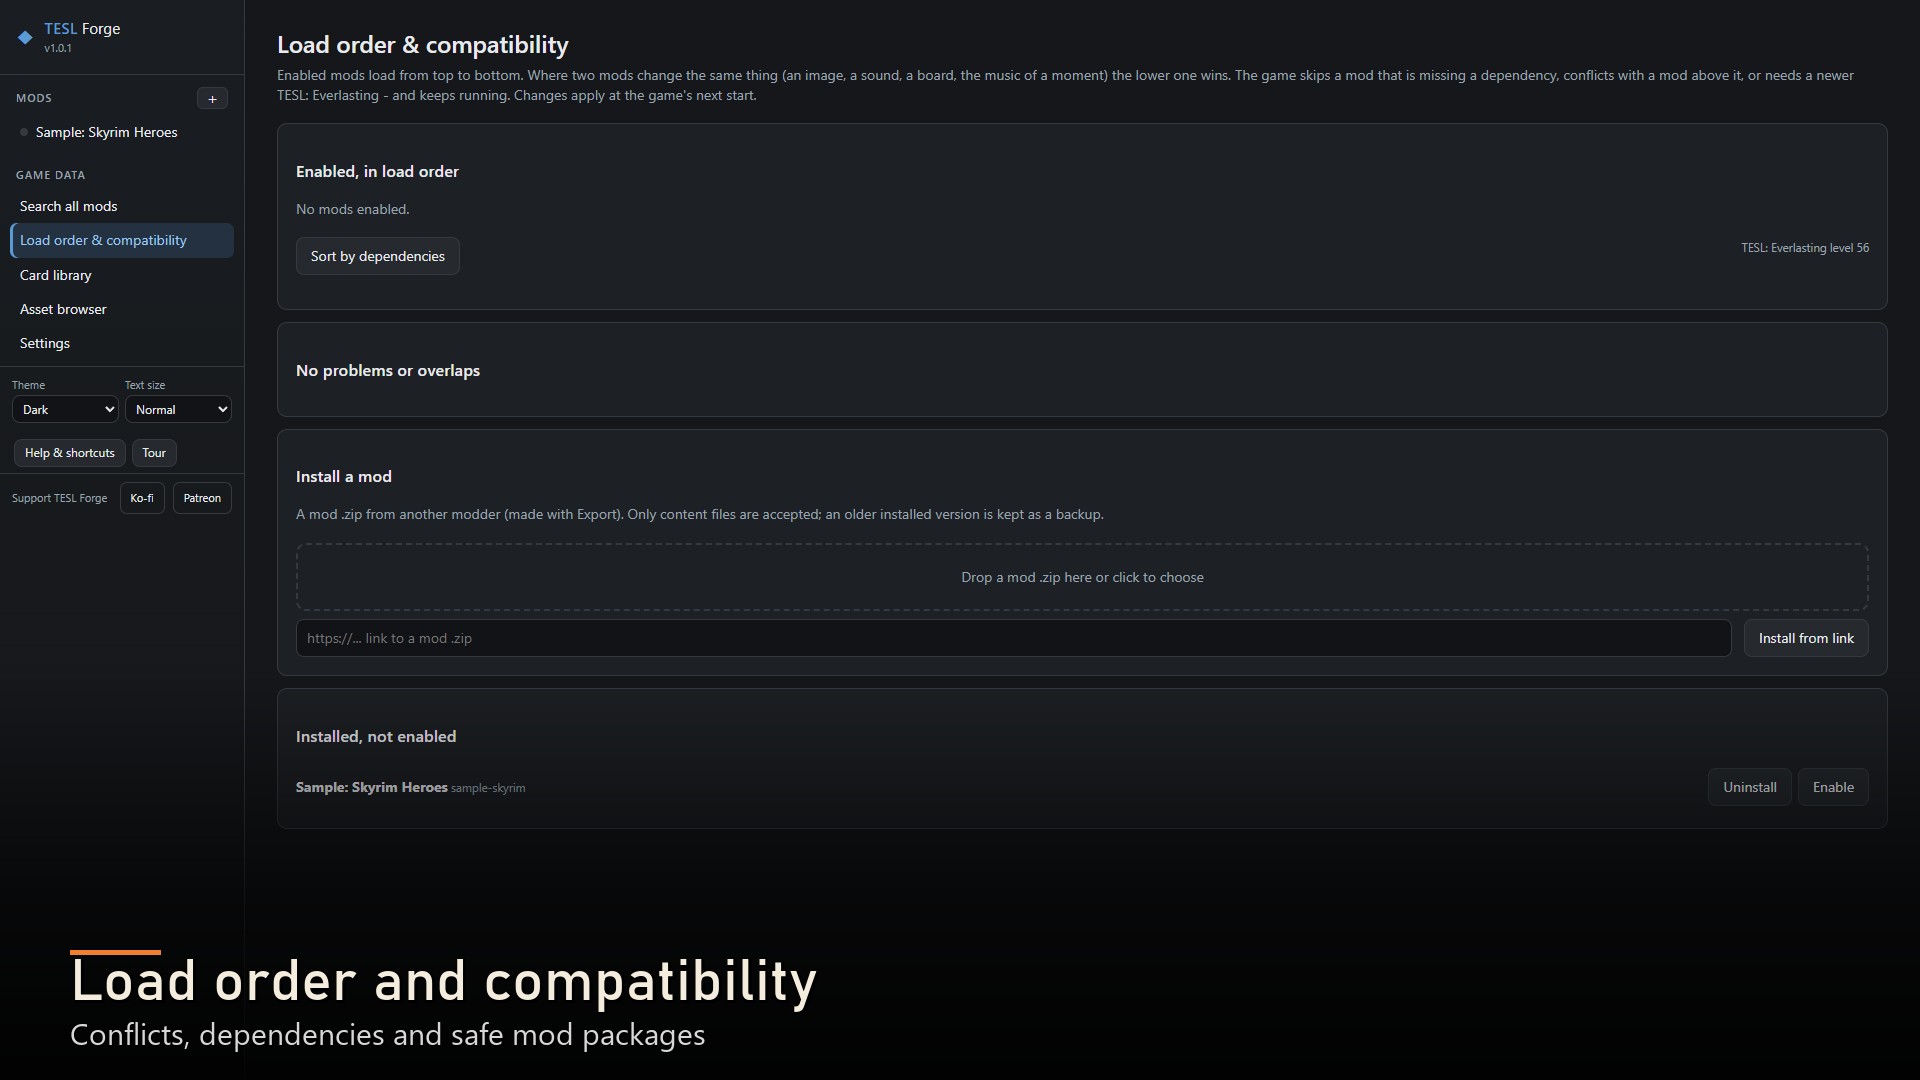 TESL Forge
v1.0.1
MODS
+
Sample: Skyrim Heroes
GAME DATA
Search all mods
Load order & compatibility
Card library
Asset browser
Settings
Theme
Text size
Dark
Normal
Help & shortcuts
Tour
Support TESL Forge
Ko-fi
Patreon
Load order & compatibility
Enabled mods load from top to bottom. Where two mods change the same thing (an image, a sound, a board, the music of a moment) the lower one wins. The game skips a mod that is missing a dependency, conflicts with a mod above it, or needs a newer
TESL: Everlasting - and keeps running. Changes apply at the game's next start.
Enabled, in load order
No mods enabled.
Sort by dependencies
TESL: Everlasting level 56
No problems or overlaps
Install a mod
A mod .zip from another modder (made with Export). Only content files are accepted; an older installed version is kept as a backup.
Drop a mod .zip here or click to choose
https://... link to a mod .zip
Install from link
Installed, not enabled
Sample: Skyrim Heroes sample-skyrim
Uninstall
Enable
Load order and compatibility
Conflicts, dependencies and safe mod packages